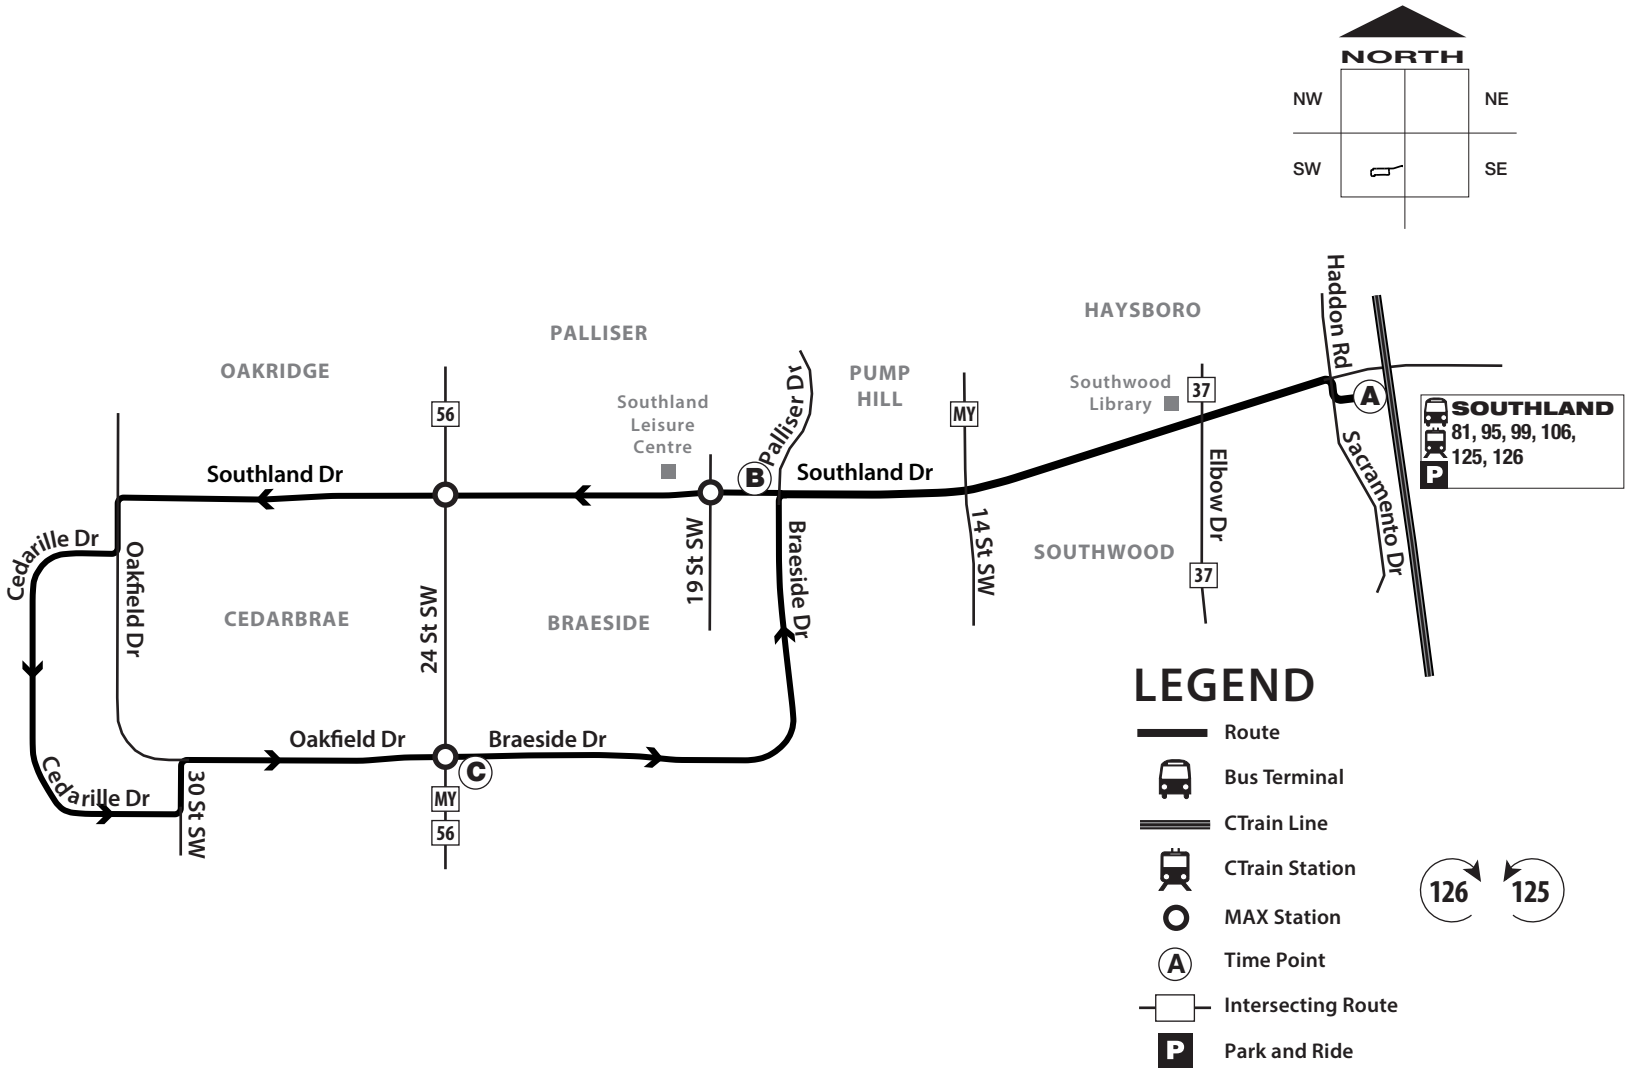 NORTH
NW
NE
SW
SE
Haddon Rd
HAYSBORO
PALLISER
OAKRIDGE
PUMP
HILL
Palliser Dr
Southwood
Library
37
A
56
MY
Southland
Leisure
Centre
SOUTHLAND
81, 95, 99, 106,
125, 126
P
Southland Dr
B
Southland Dr
Elbow Dr
Sacramento Dr
Cedarille Dr
Oakfield Dr
19 St SW
Braeside Dr
14 St SW
SOUTHWOOD
37
24 St SW
CEDARBRAE
BRAESIDE
Oakfield Dr
Braeside Dr
C
Cedarille Dr
30 St SW
MY
56
LEGEND
Route
Bus Terminal
CTrain Line
CTrain Station
126
125
MAX Station
A
Time Point
Intersecting Route
P
Park and Ride